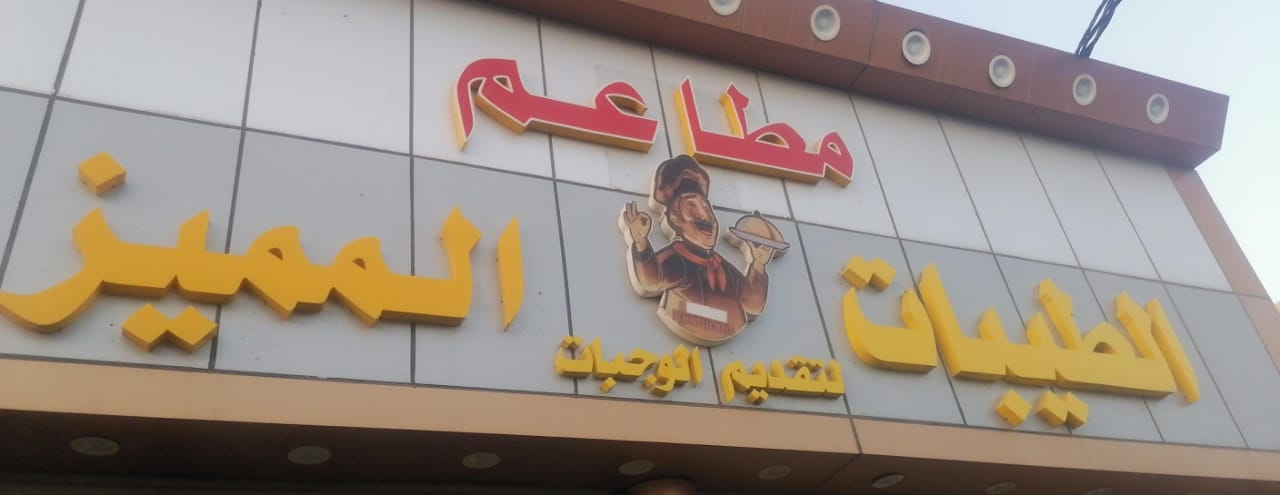 مطاعم
الطيبات المميز
لتقديم الوجبات